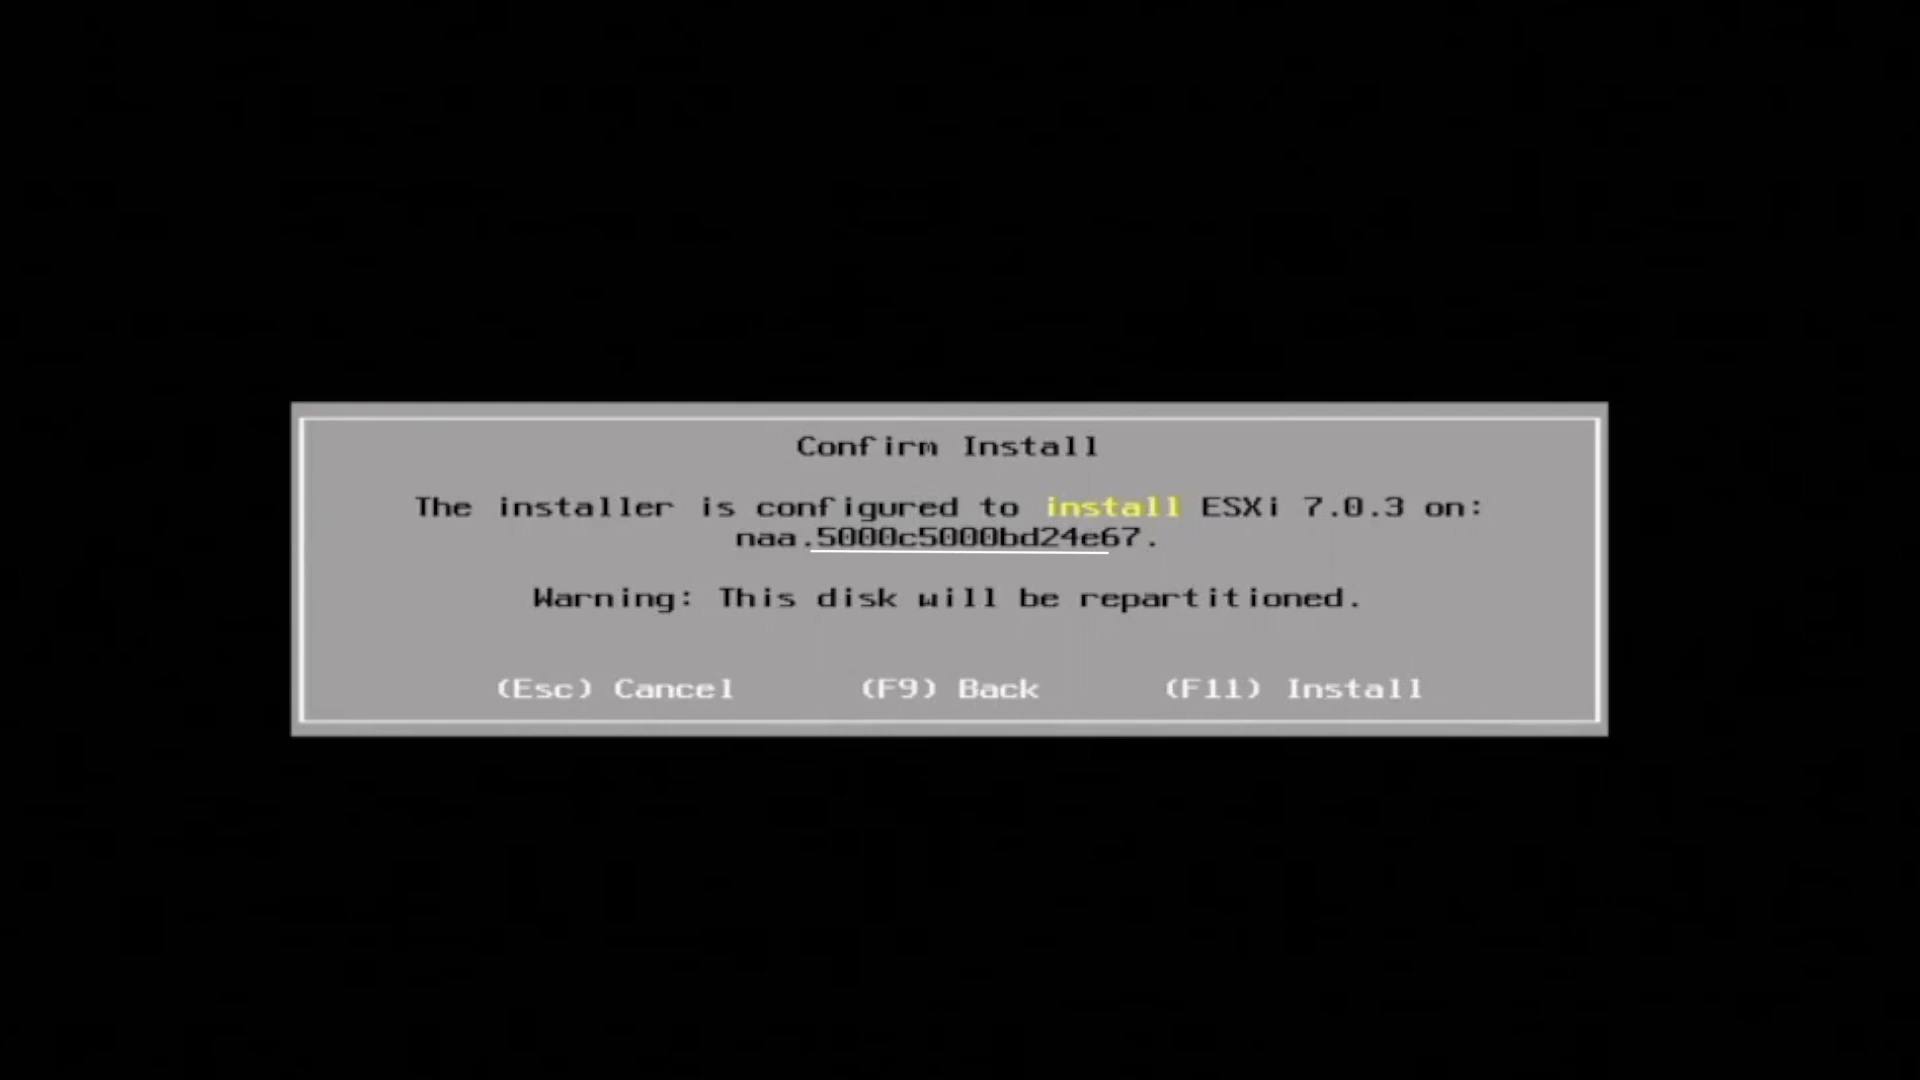 Confirm Install
The installer is configured to install ESXi 7.0.3 on:
naa.5000c5000bd24e67.
Warning: This disk will be repartitioned.
(Esc) Cancel (F9) Back (F11) Install